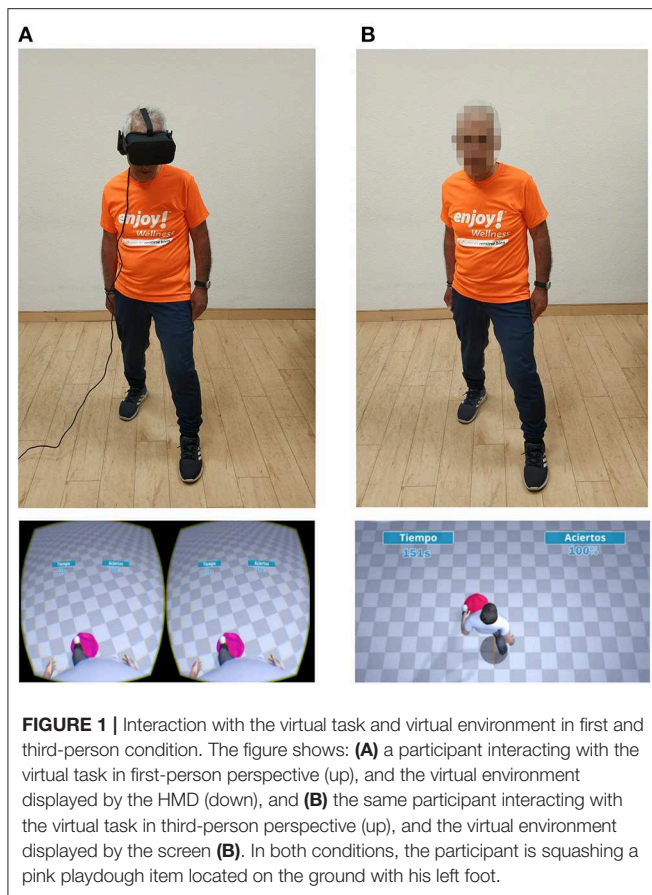 A
B
enjoy!
Wellness
enjoy!
Wellness
Tiempo
Aciertos
Tiempo
Aciertos
Tiempo
151s
Aciertos
100%
FIGURE 1 | Interaction with the virtual task and virtual environment in first and
third-person condition. The figure shows: (A) a participant interacting with the
virtual task in first-person perspective (up), and the virtual environment
displayed by the HMD (down), and (B) the same participant interacting with
the virtual task in third-person perspective (up), and the virtual environment
displayed by the screen (B). In both conditions, the participant is squashing a
pink playdough item located on the ground with his left foot.